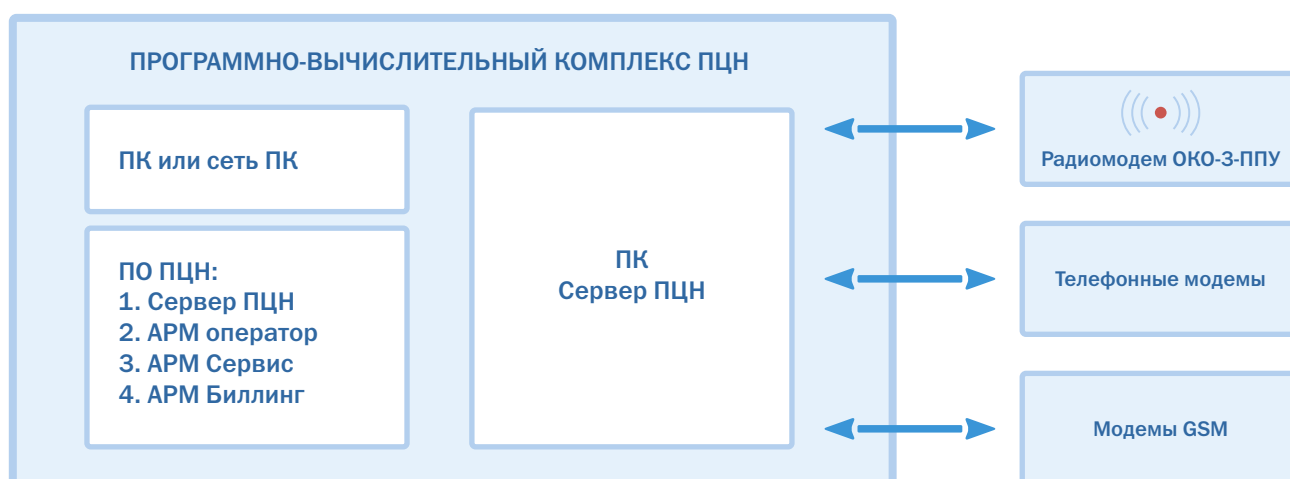 ПРОГРАММНО-ВЫЧИСЛИТЕЛЬНЫЙ КОМПЛЕКС ПЦН
ПК или сеть ПК
ПО ПЦН:
1. Сервер ПЦН
2. АРМ оператор
3. АРМ Сервис
4. АРМ Биллинг
ПК
Сервер ПЦН
Радиомодем ОКО-3-ППУ
Телефонные модемы
Модемы GSM